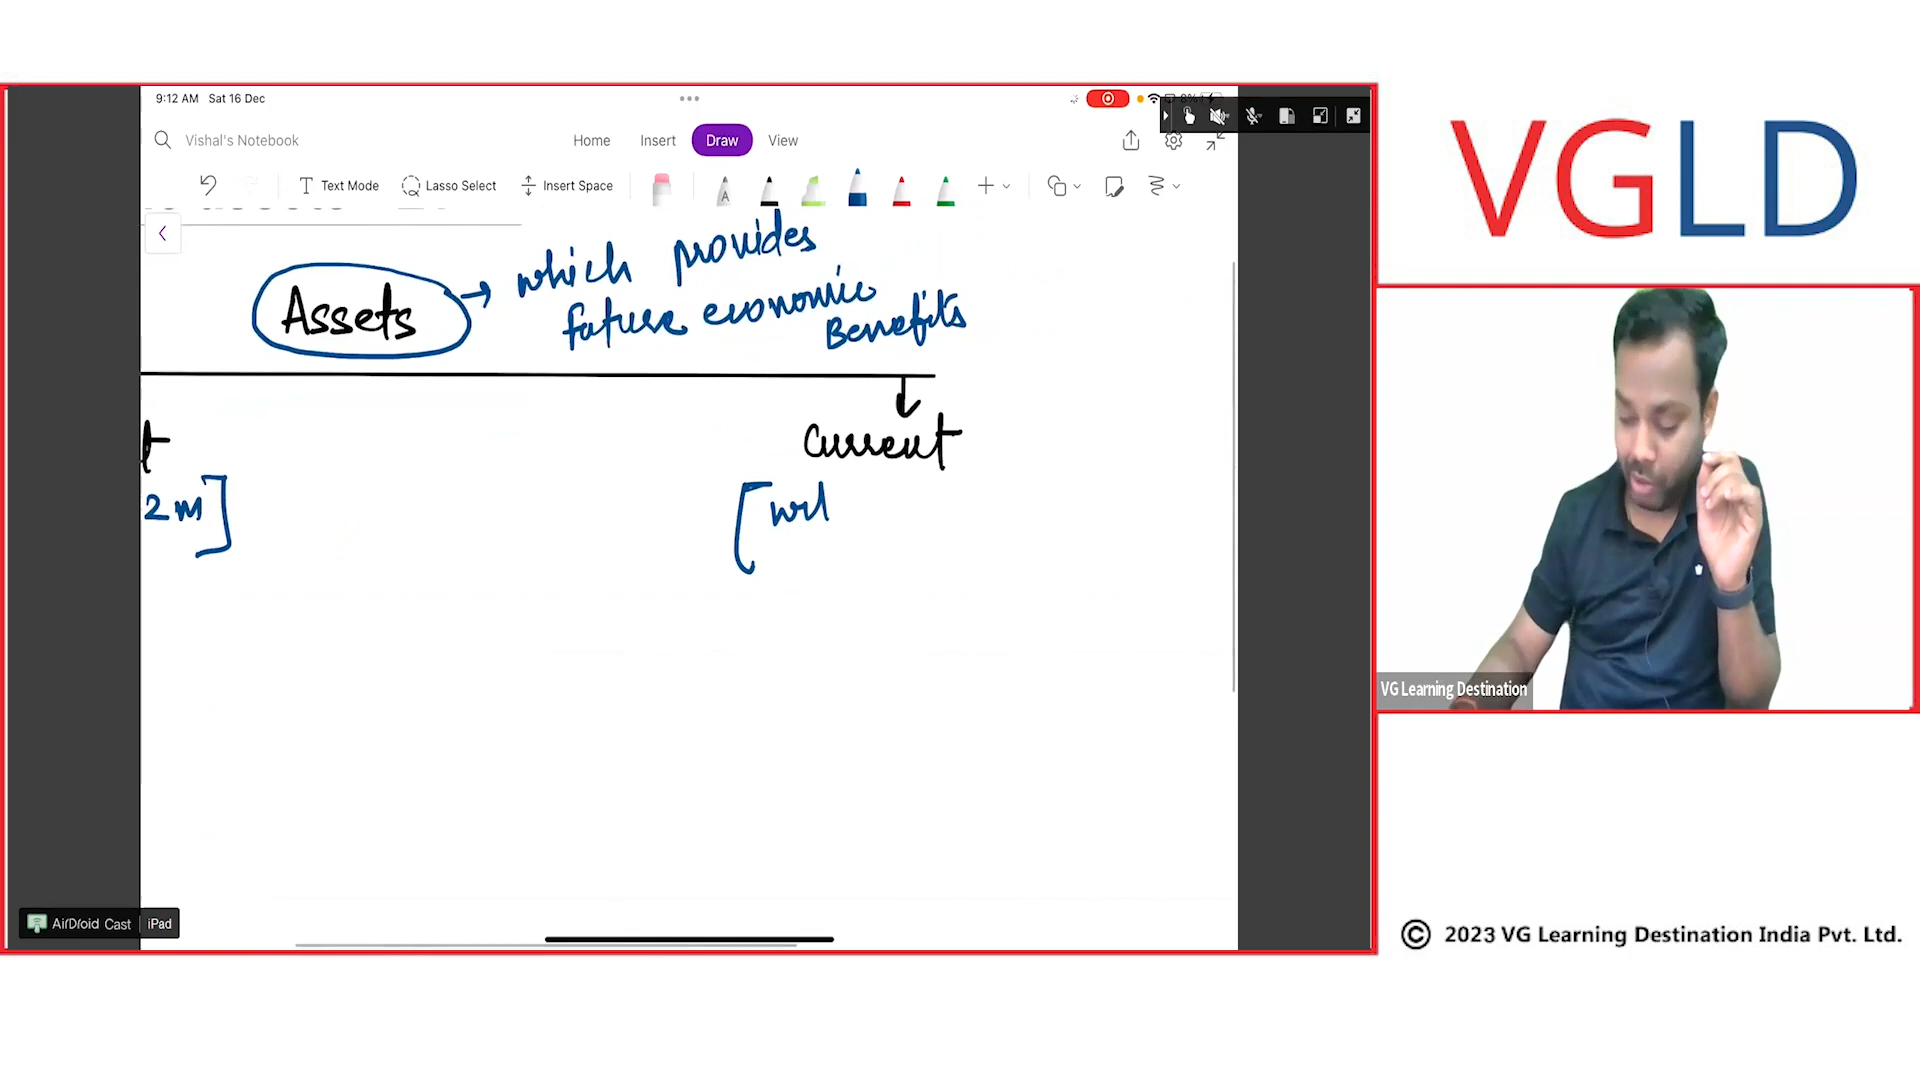 9:12 AM Sat 16 Dec
8%
VGLD
Vishal's Notebook
Home Insert Draw View
Text Mode Lasso Select Insert Space
A
which provides
future economic
Benefits
Assets
t
Current
2m]
[
VG Learning Destination
AirDroid Cast iPad
© 2023 VG Learning Destination India Pvt. Ltd.